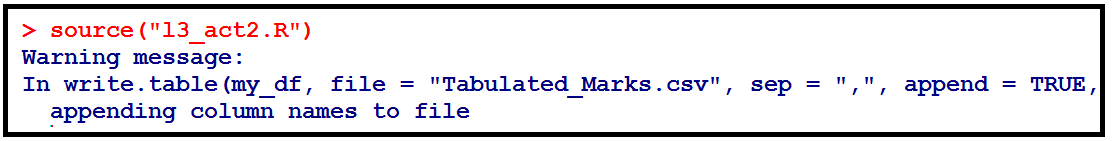 > source("l3_act2.R")
Warning message:
In write.table(my_df, file = "Tabulated_Marks.csv", sep = ",", append = TRUE,
appending column names to file